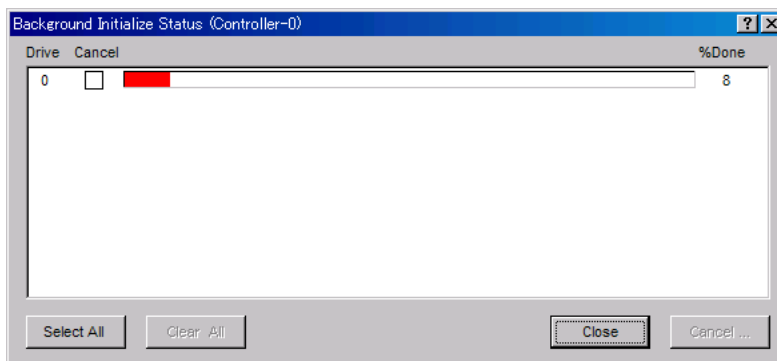 Background Initialize Status (Controller-0)
Drive Cancel %Done
0 8
Select All Clear All Close Cancel ...